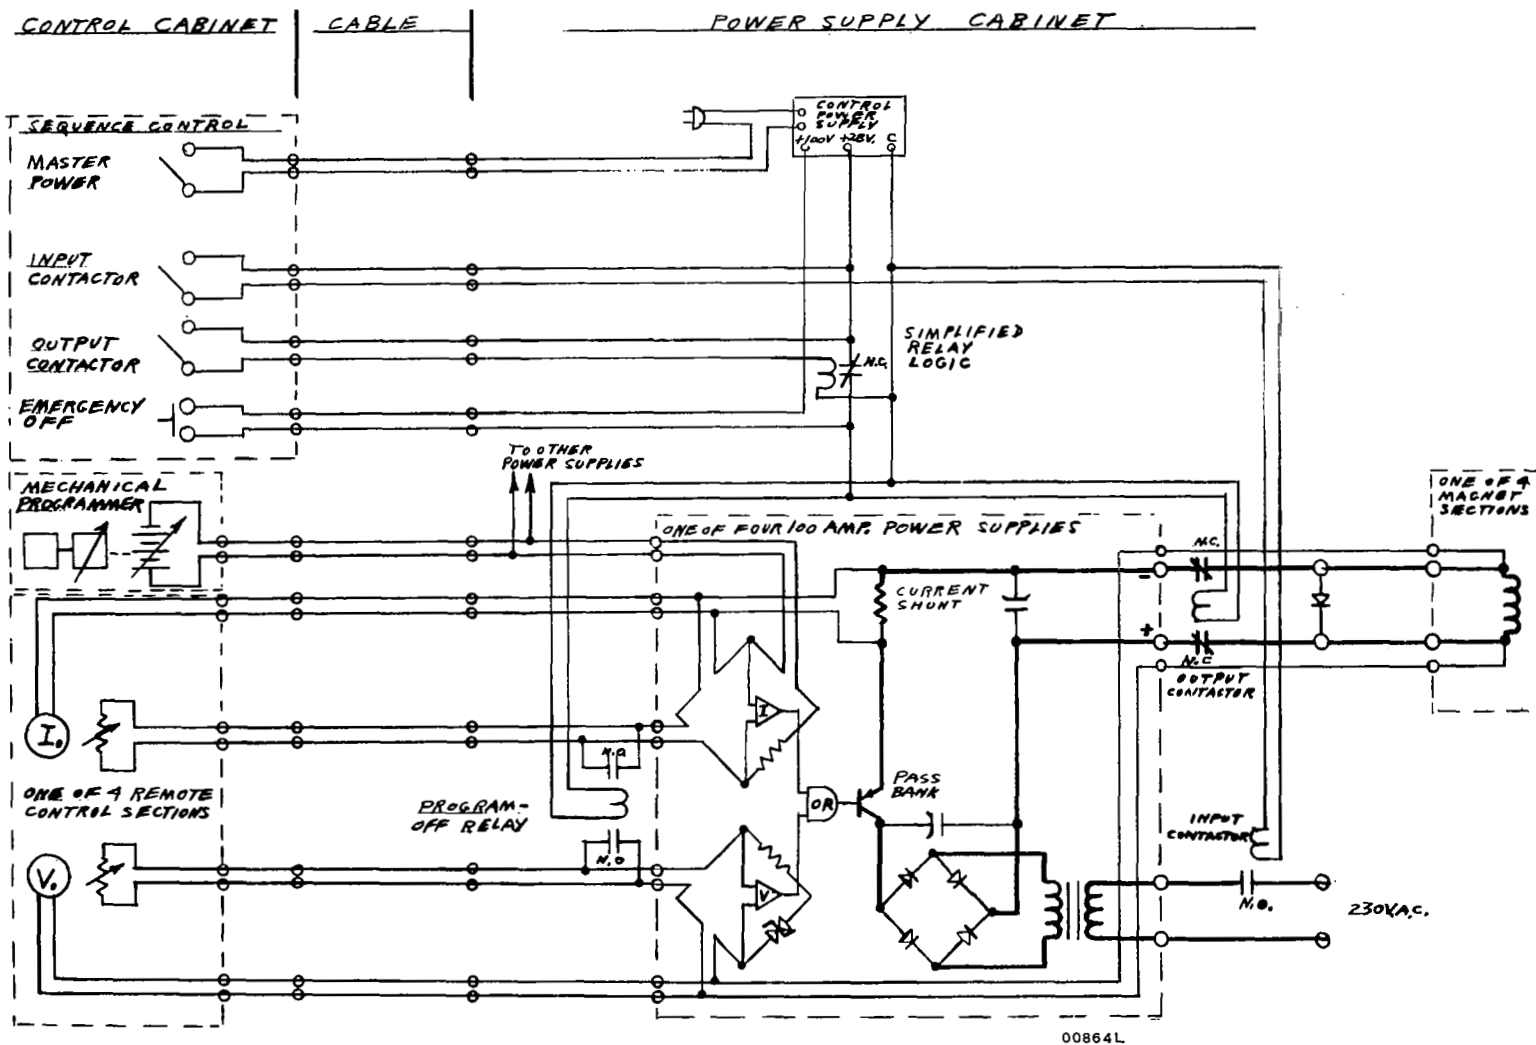 CONTROL CABINET
CABLE
POWER SUPPLY CABINET
SEQUENCE CONTROL
MASTER
POWER
INPUT
CONTACTOR
OUTPUT
CONTACTOR
EMERGENCY
OFF
CONTROL
POWER
SUPPLY
+100V +28V. C
N.C.
SIMPLIFIED
RELAY
LOGIC
TO OTHER
POWER SUPPLIES
MECHANICAL
PROGRAMMER
ONE OF FOUR 100 AMP. POWER SUPPLIES
ONE OF 4
MAGNET
SECTIONS
N.C.
-
CURRENT
SHUNT
+
N.C
OUTPUT
CONTACTOR
I
I.
N.O
PASS
BANK
OR
ONE OF 4 REMOTE
CONTROL SECTIONS
PROGRAM-
OFF RELAY
N.O
INPUT
CONTACTOR
V.
V
N.O.
230V.A.C.
00864L